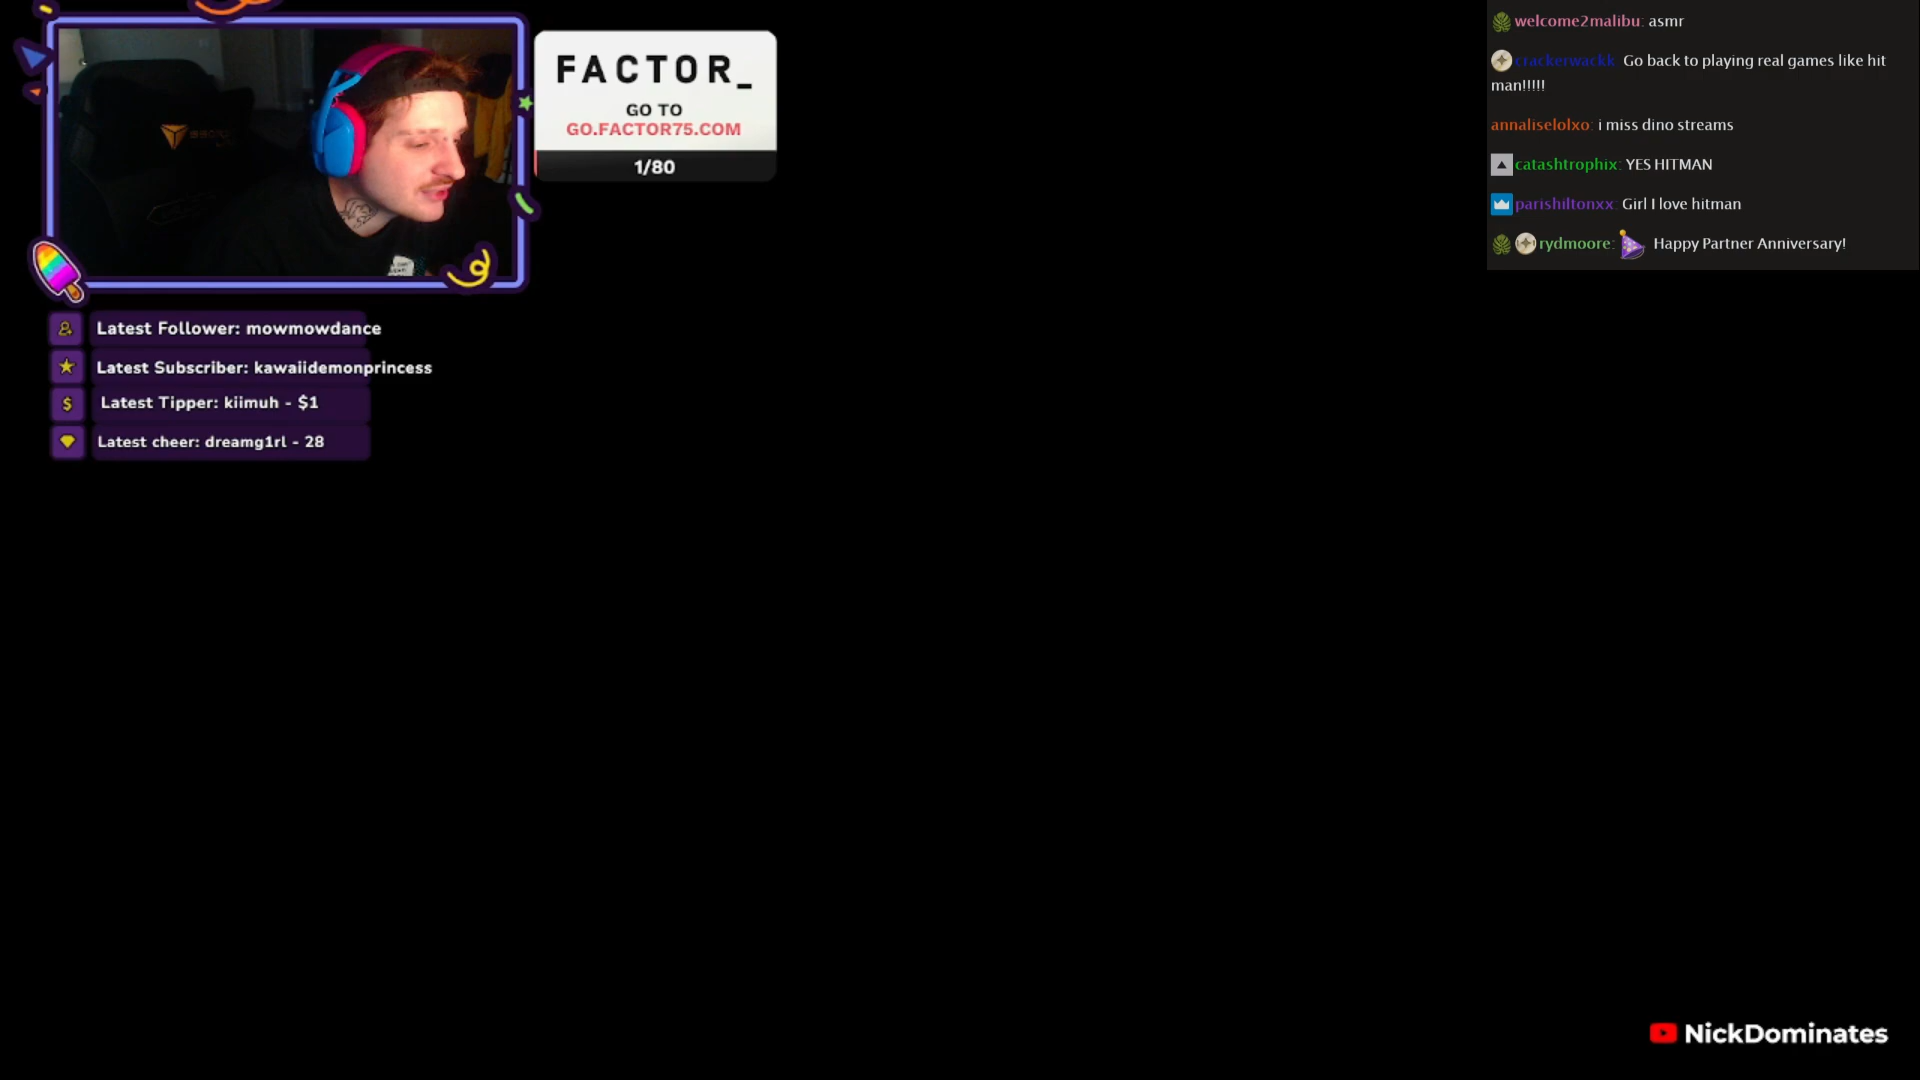 FACTOR_
GO TO
GO.FACTOR75.COM
1/80
Latest Follower: mowmowdance
Latest Subscriber: kawaiidemonprincess
Latest Tipper: kiimuh - $1
Latest cheer: dreamg1rl - 28
welcome2malibu: asmr
crackerwackk: Go back to playing real games like hit
man!!!!!
annaliselolxo: i miss dino streams
catashtrophix: YES HITMAN
parishiltonxx: Girl I love hitman
rydmoore: Happy Partner Anniversary!
NickDominates